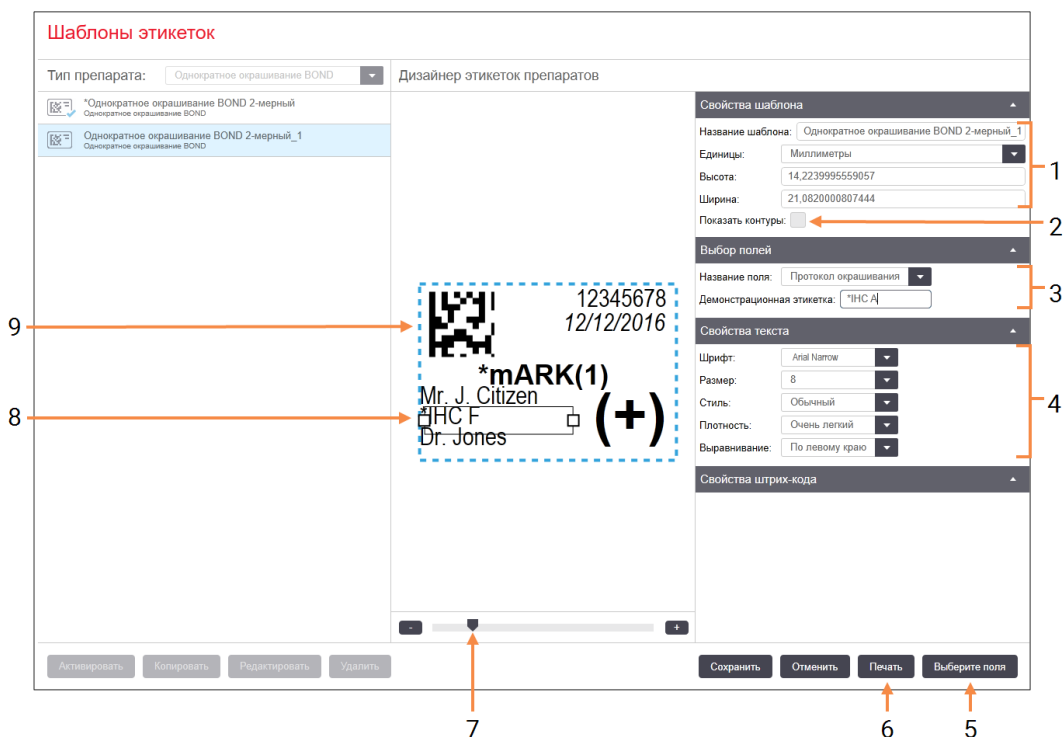 Шаблоны этикеток
Тип препарата: Однократное окрашивание BOND
Дизайнер этикеток препаратов
*Однократное окрашивание BOND 2-мерный
Однократное окрашивание BOND
Однократное окрашивание BOND 2-мерный_1
Однократное окрашивание BOND
12345678
12/12/2016
*mARK(1)
Mr. J. Citizen
*IHC F
Dr. Jones
(+)
Свойства шаблона
Название шаблона: Однократное окрашивание BOND 2-мерный_1
Единицы: Миллиметры
Высота: 14,2239995559057
Ширина: 21,0820000807444
Показать контуры:
Выбор полей
Название поля: Протокол окрашивания
Демонстрационная этикетка: *IHC A
Свойства текста
Шрифт: Arial Narrow
Размер: 8
Стиль: Обычный
Плотность: Очень легкий
Выравнивание: По левому краю
Свойства штрих-кода
- +
Активировать Копировать Редактировать Удалить
Сохранить Отменить Печать Выберите поля
1
2
3
4
5
6
7
8
9